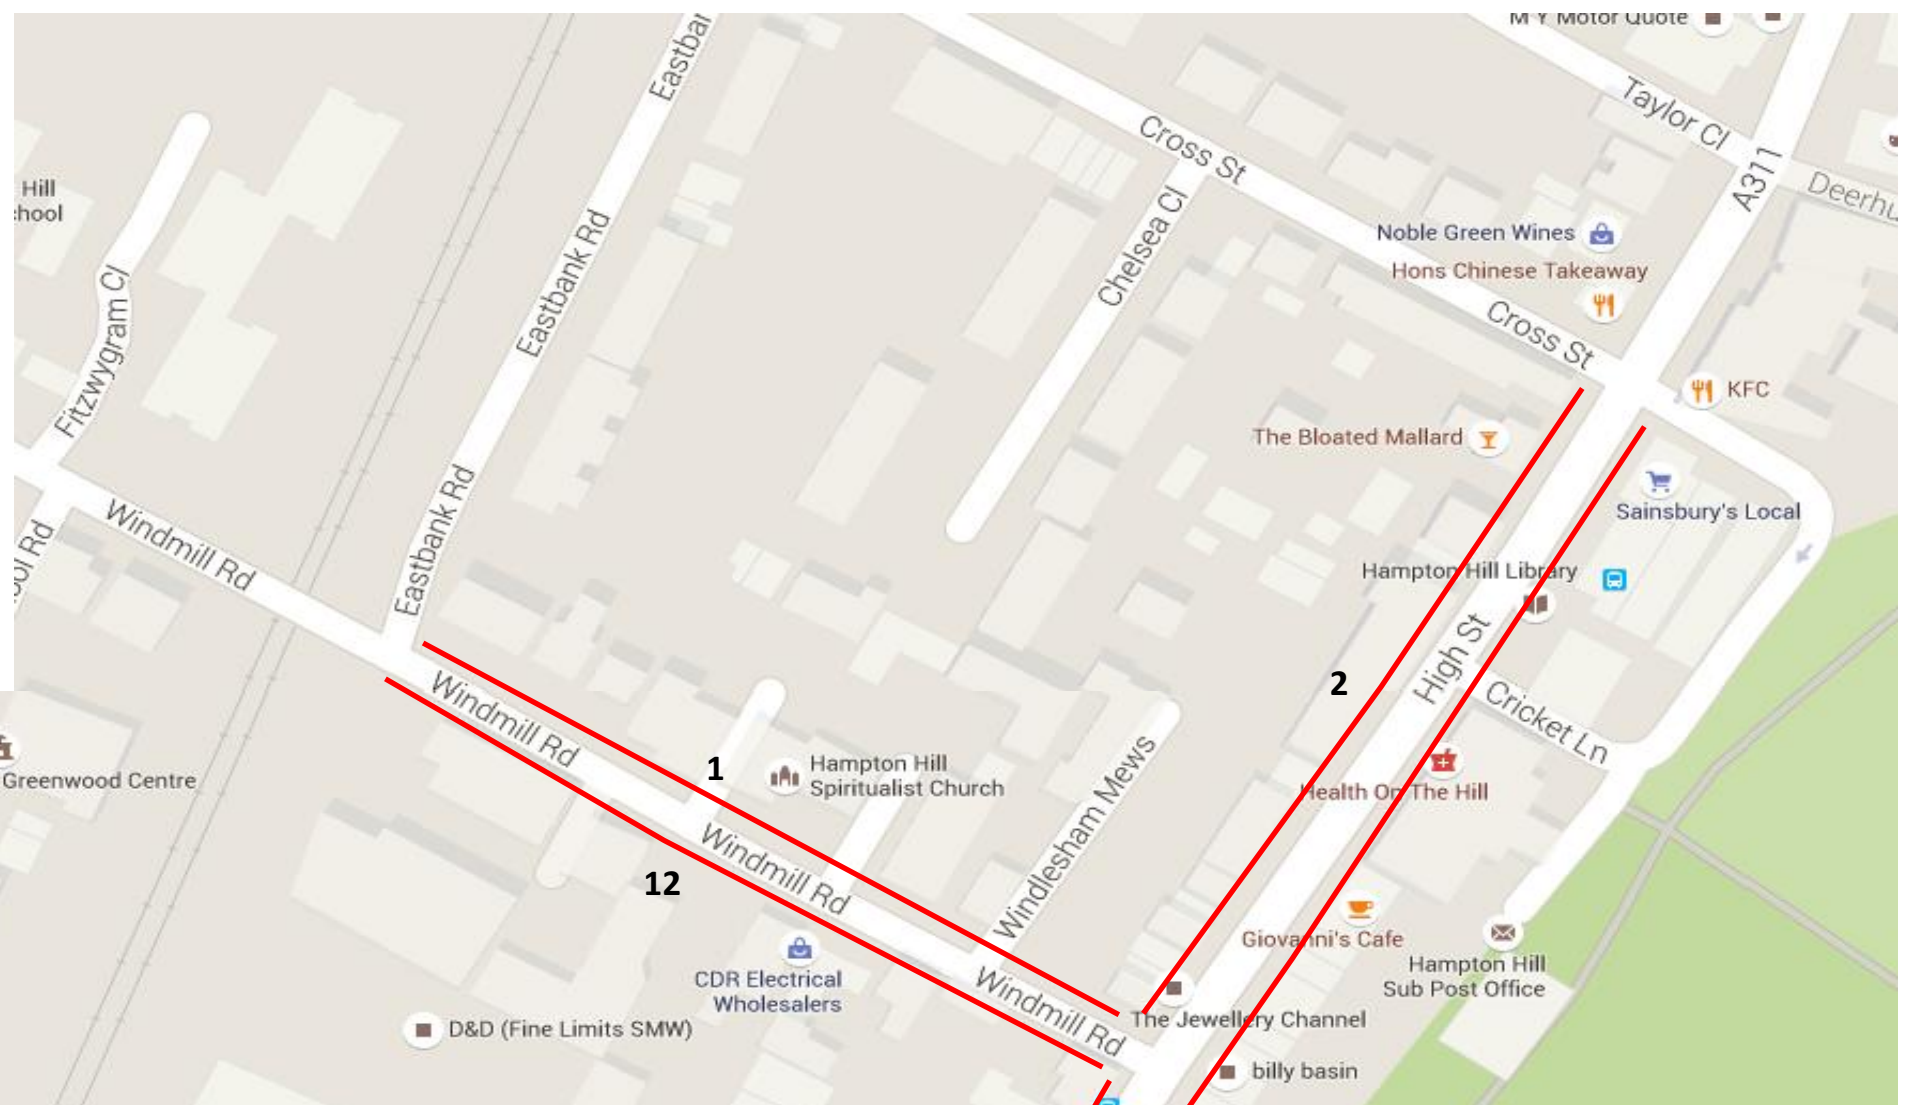 M Y Motor Quote
Eastbank
Taylor Cl
Cross St
A311
Hill
Deerhu
Chelsea Cl
Noble Green Wines
Hons Chinese Takeaway
Eastbank Rd
Fitzwygram Cl
Cross St
KFC
The Bloated Mallard
Sainsbury's Local
Windmill Rd
Eastbank Rd
Hampton Hill Library
High St
2
Windmill Rd
Cricket Ln
Hampton Hill
Spiritualist Church
1
Greenwood Centre
Health On The Hill
Windlesham Mews
Windmill Rd
12
Giovanni's Cafe
Hampton Hill
Sub Post Office
CDR Electrical
Wholesalers
Windmill Rd
The Jewellery Channel
D&D (Fine Limits SMW)
billy basin